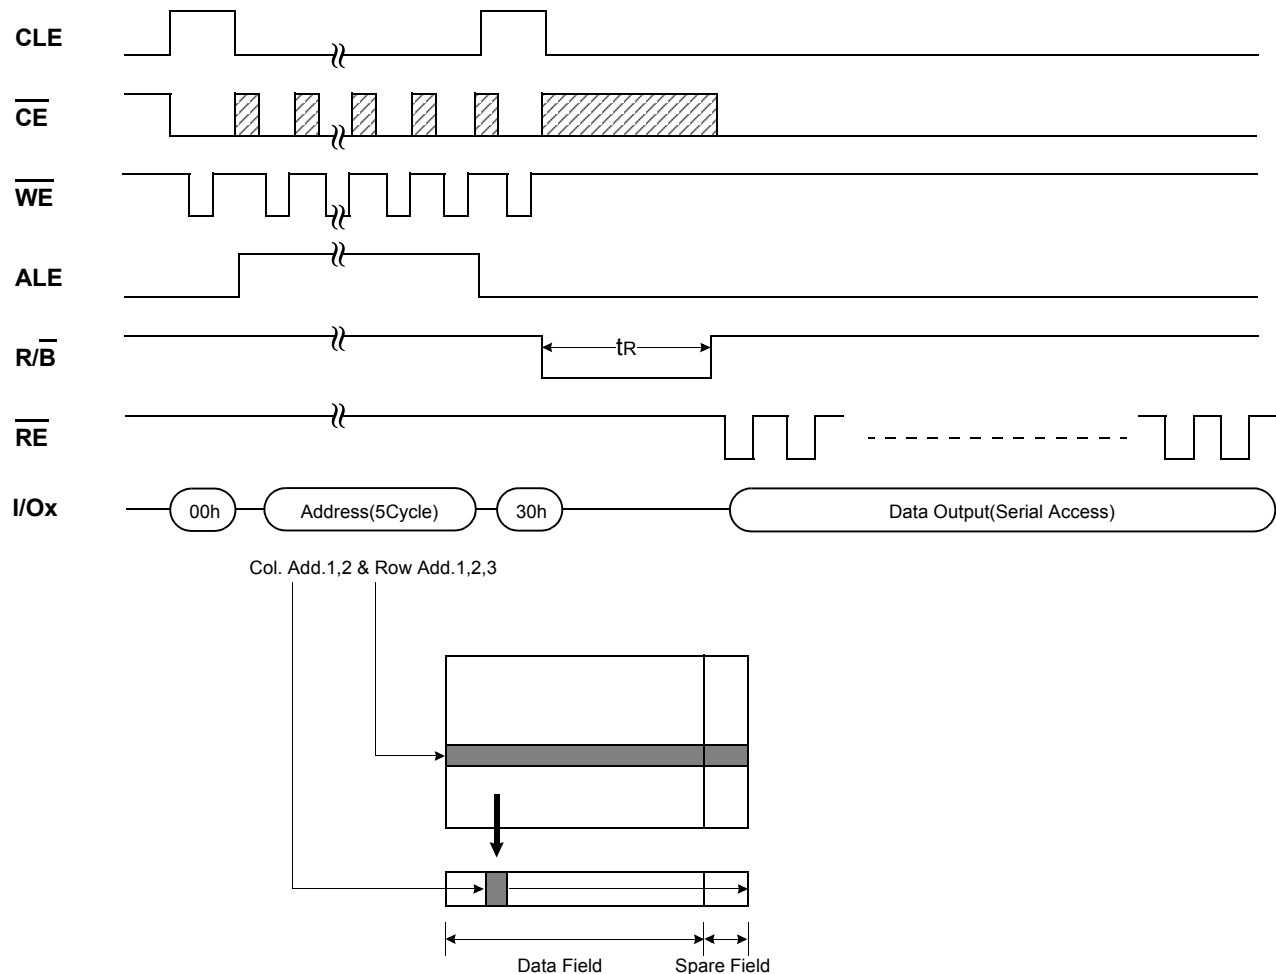 CLE
CE
WE
ALE
R/B
tR
RE
I/Ox
00h
Address(5Cycle)
30h
Data Output(Serial Access)
Col. Add.1,2 & Row Add.1,2,3
Data Field
Spare Field